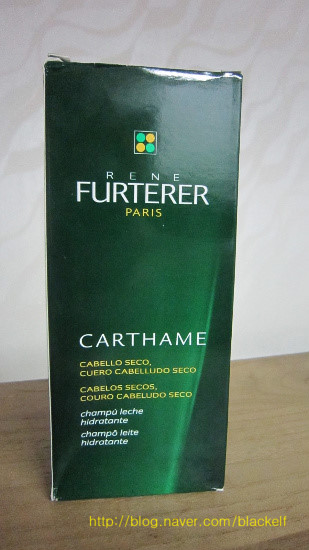 RENE
FURTERER
PARIS
CARTHAME
CABELLO SECO,
CUERO CABELLUDO SECO
CABELOS SECOS,
COURO CABELUDO SECO
champú leche
hidratante
champô leite
hidratante
http://blog.naver.com/blackelf